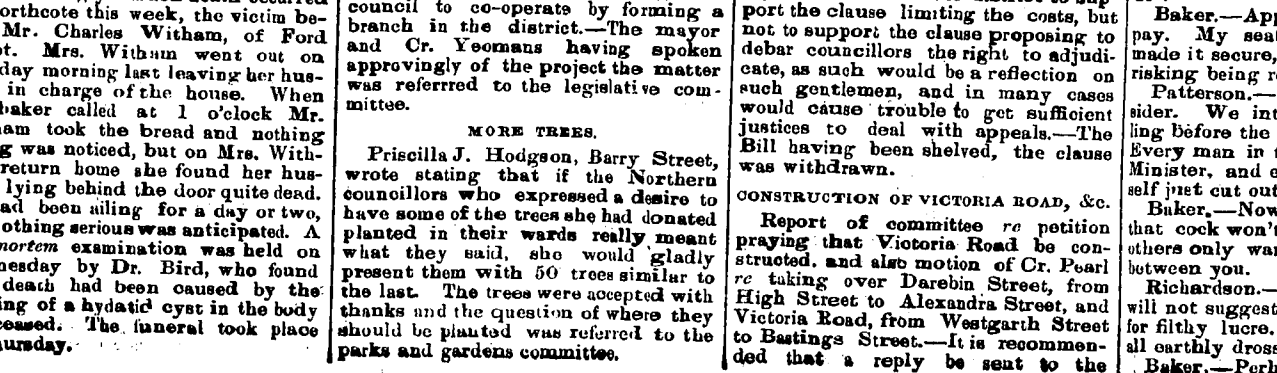 orthcote this week, the victim be-
Mr. Charles Witham, of Ford
Mrs. Witham went out on
day morning last leaving her hus-
in charge of the house. When
baker called at 1 o'clock Mr.
am took the bread and nothing
g was noticed, but on Mrs. With-
return home she found her hus-
lying behind the door quite dead.
ad been ailing for a day or two,
othing serious was anticipated. A
mortem examination was held on
nesday by Dr. Bird, who found
death had been caused by the
ing of a hydatid cyst in the body
ceased. The funeral took place
ursday.
council to co-operate by forming a
branch in the district.—The mayor
and Cr. Yeomans having spoken
approvingly of the project the matter
was referrred to the legislative com-
mittee.
MORE TREES.
Priscilla J. Hodgson, Barry Street,
wrote stating that if the Northern
councillors who expressed a desire to
have some of the trees she had donated
planted in their wards really meant
what they said, she would gladly
present them with 50 trees similar to
the last. The trees were accepted with
thanks and the question of where they
should be planted was referred to the
parks and gardens committee.
port the clause limiting the costs, but
not to support the clause proposing to
debar councillors the right to adjudi-
cate, as such would be a reflection on
such gentlemen, and in many cases
would cause trouble to get sufficient
justices to deal with appeals.—The
Bill having been shelved, the clause
was withdrawn.
CONSTRUCTION OF VICTORIA ROAD, &c.
Report of committee re petition
praying that Victoria Road be con-
structed, and also motion of Cr. Pearl
re taking over Darebin Street, from
High Street to Alexandra Street, and
Victoria Road, from Westgarth Street
to Bastings Street.—It is recommen-
ded that a reply be sent to the
Baker.—App
pay. My sea
made it secure,
risking being r
Patterson.—
sider. We int
ling before the
Every man in
Minister, and e
self just cut out
Baker.—Now
that cock won't
others only wa
between you.
Richardson.—
will not suggest
for filthy lucre.
all earthly dross
Baker.—Perh